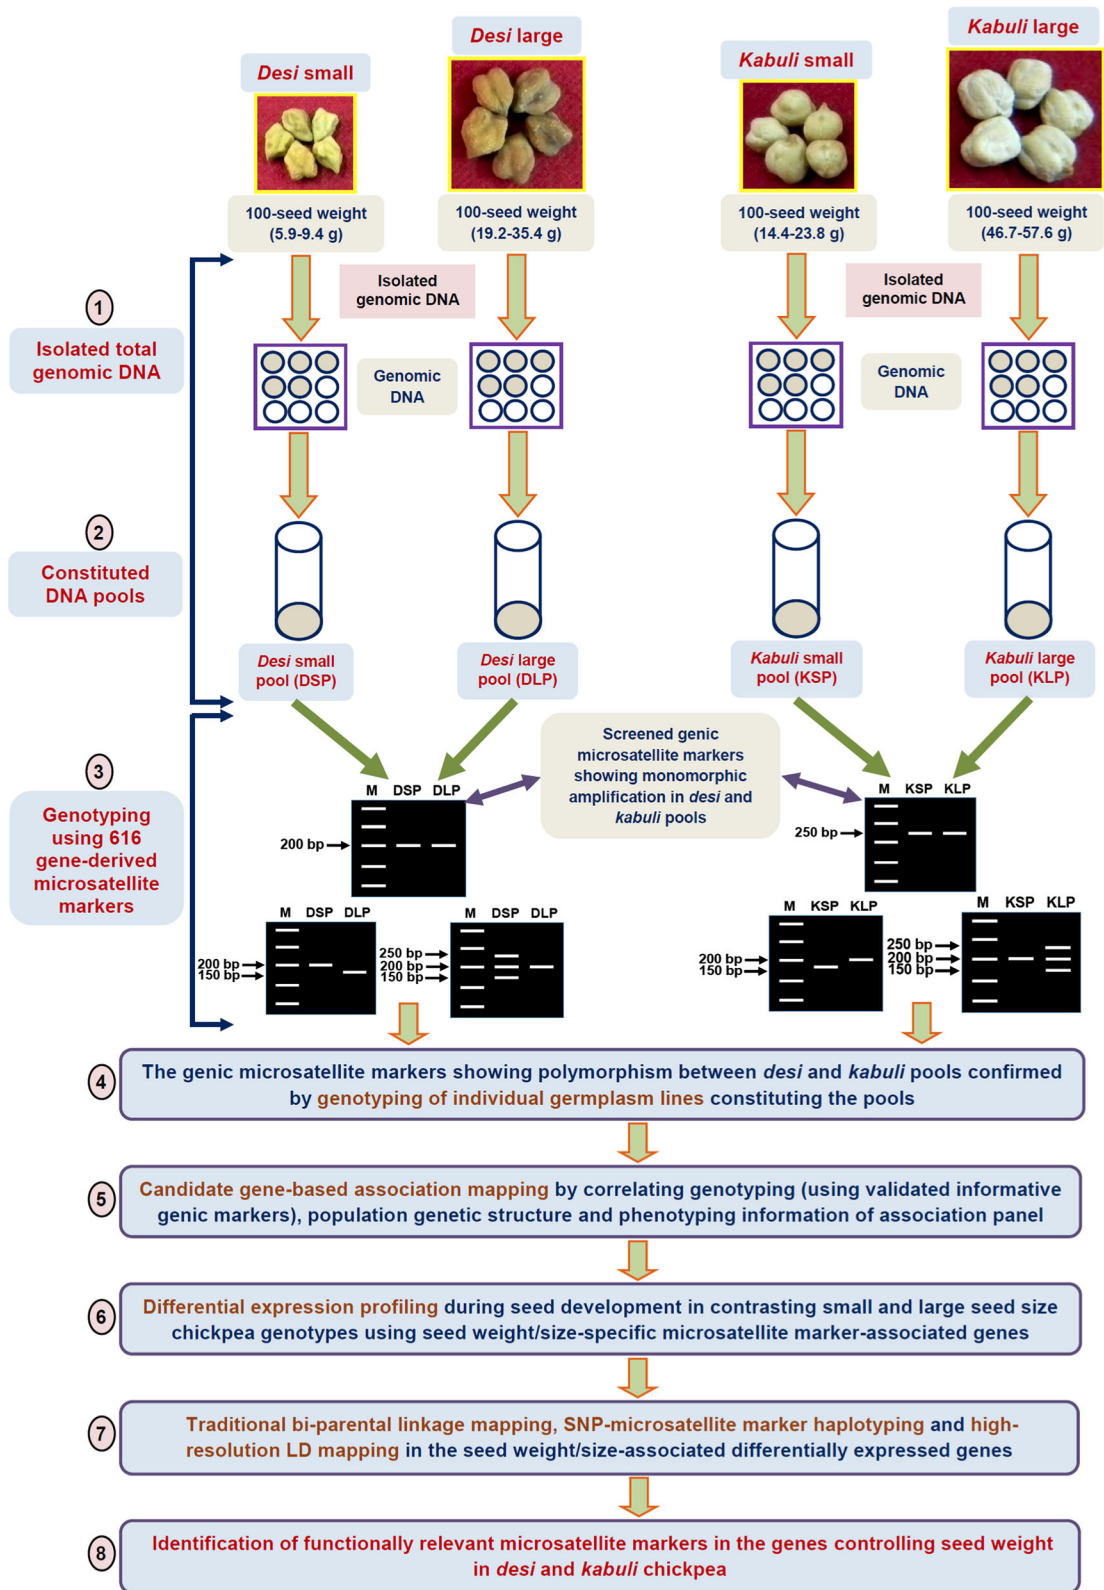 Desi small
Desi large
Kabuli small
Kabuli large
100-seed weight
(5.9-9.4 g)
100-seed weight
(19.2-35.4 g)
100-seed weight
(14.4-23.8 g)
100-seed weight
(46.7-57.6 g)
1
Isolated total
genomic DNA
Isolated
genomic DNA
Isolated
genomic DNA
Genomic
DNA
Genomic
DNA
2
Constituted
DNA pools
Desi small
pool (DSP)
Desi large
pool (DLP)
Kabuli small
pool (KSP)
Kabuli large
pool (KLP)
3
Genotyping
using 616
gene-derived
microsatellite
markers
Screened genic
microsatellite markers
showing monomorphic
amplification in desi and
kabuli pools
M DSP DLP
200 bp
M KSP KLP
250 bp
M DSP DLP
200 bp
150 bp
M DSP DLP
250 bp
200 bp
150 bp
M KSP KLP
200 bp
150 bp
M KSP KLP
250 bp
200 bp
150 bp
4
The genic microsatellite markers showing polymorphism between desi and kabuli pools confirmed
by genotyping of individual germplasm lines constituting the pools
5
Candidate gene-based association mapping by correlating genotyping (using validated informative
genic markers), population genetic structure and phenotyping information of association panel
6
Differential expression profiling during seed development in contrasting small and large seed size
chickpea genotypes using seed weight/size-specific microsatellite marker-associated genes
7
Traditional bi-parental linkage mapping, SNP-microsatellite marker haplotyping and high-
resolution LD mapping in the seed weight/size-associated differentially expressed genes
8
Identification of functionally relevant microsatellite markers in the genes controlling seed weight
in desi and kabuli chickpea